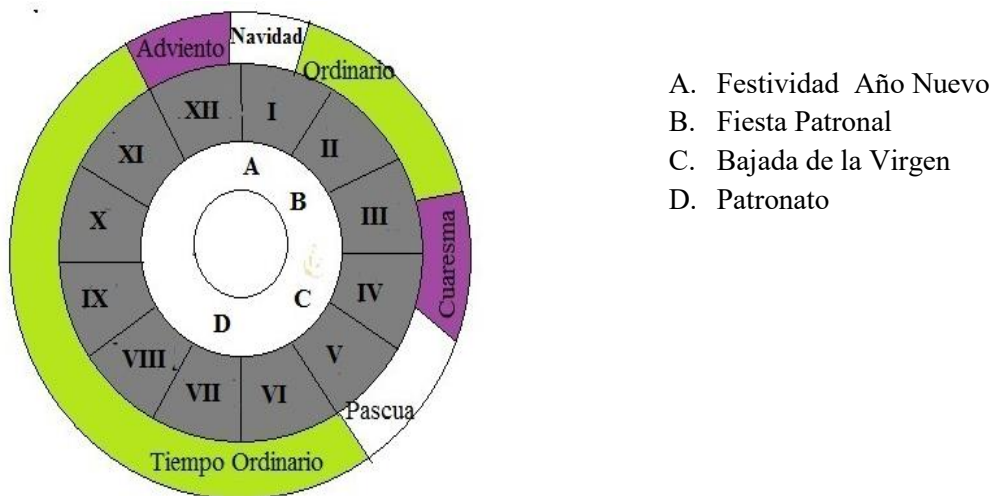 Adviento
Navidad
Ordinario
Cuaresma
Pascua
Tiempo Ordinario
I
II
III
IV
V
VI
VII
VIII
IX
X
XI
XII
A
B
C
D
A. Festividad Año Nuevo
B. Fiesta Patronal
C. Bajada de la Virgen
D. Patronato